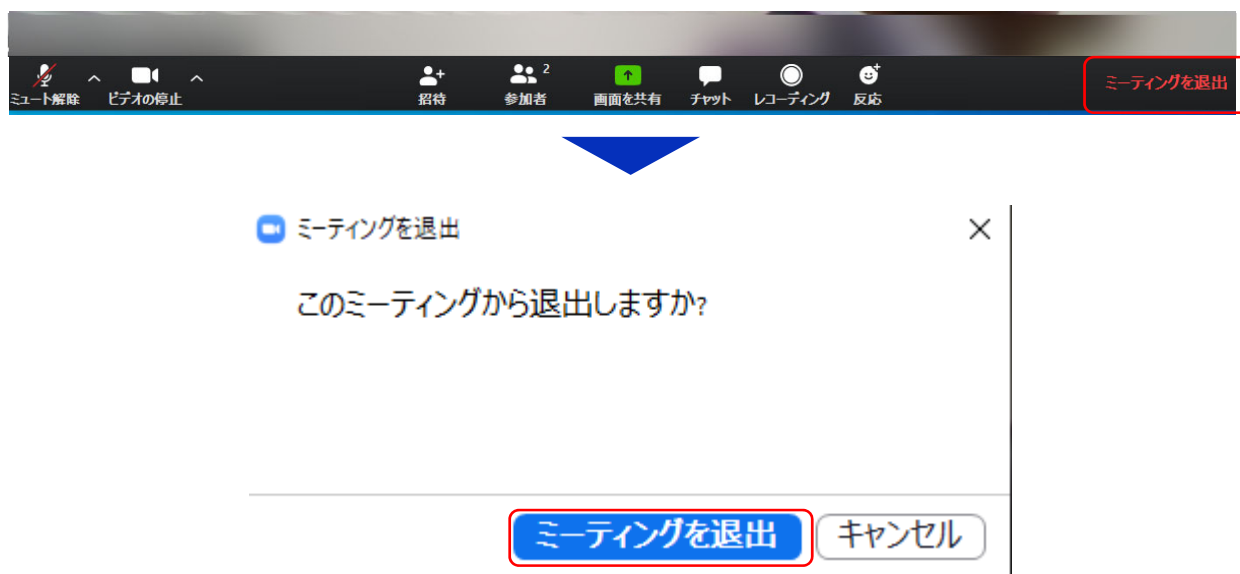 2
ミュート解除 ビデオの停止 招待 参加者 画面を共有 チャット レコーディング 反応 ミーティングを退出
ミーティングを退出
このミーティングから退出しますか?
ミーティングを退出 キャンセル